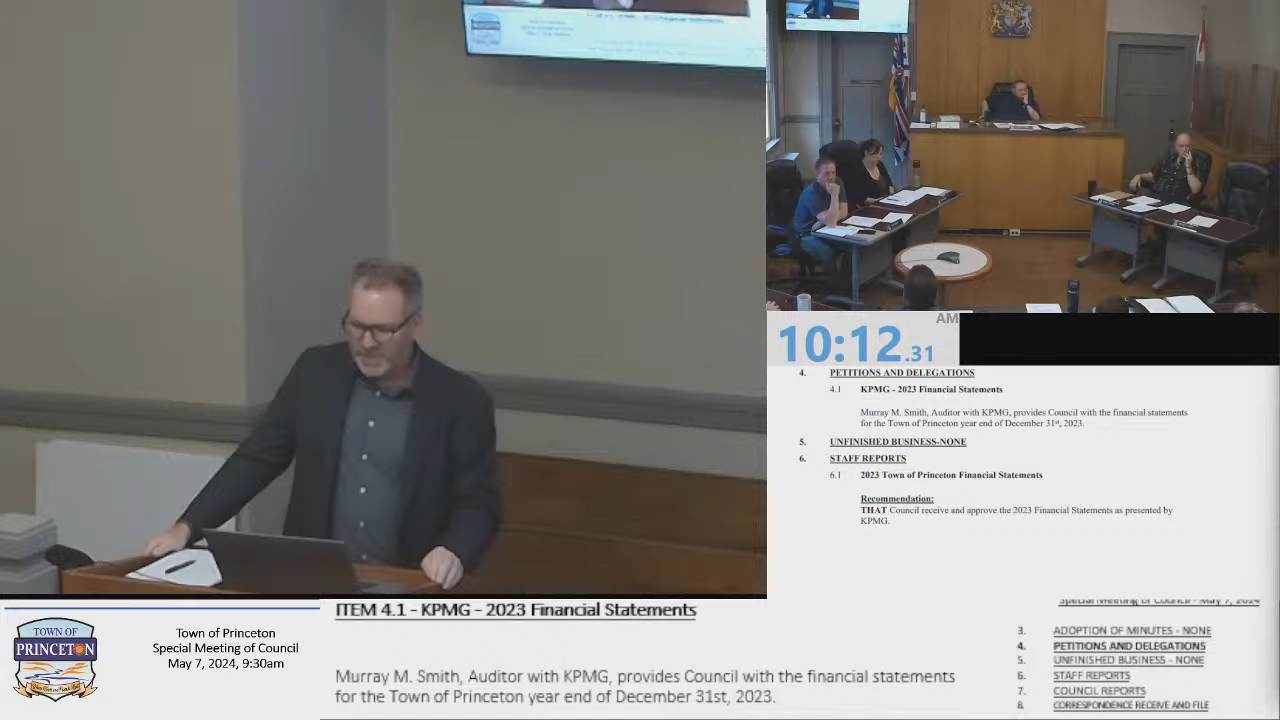 AM
10:12.31
4. PETITIONS AND DELEGATIONS
4.1 KPMG - 2023 Financial Statements
Murray M. Smith, Auditor with KPMG, provides Council with the financial statements
for the Town of Princeton year end of December 31st, 2023.
5. UNFINISHED BUSINESS-NONE
6. STAFF REPORTS
6.1 2023 Town of Princeton Financial Statements
Recommendation:
THAT Council receive and approve the 2023 Financial Statements as presented by
KPMG.
TOWN OF
PRINCETON
Town of Princeton
Special Meeting of Council
May 7, 2024, 9:30am
ITEM 4.1 - KPMG - 2023 Financial Statements
Murray M. Smith, Auditor with KPMG, provides Council with the financial statements
for the Town of Princeton year end of December 31st, 2023.
Special Meeting of Council - May 7, 2024
3. ADOPTION OF MINUTES - NONE
4. PETITIONS AND DELEGATIONS
5. UNFINISHED BUSINESS - NONE
6. STAFF REPORTS
7. COUNCIL REPORTS
8. CORRESPONDENCE RECEIVE AND FILE